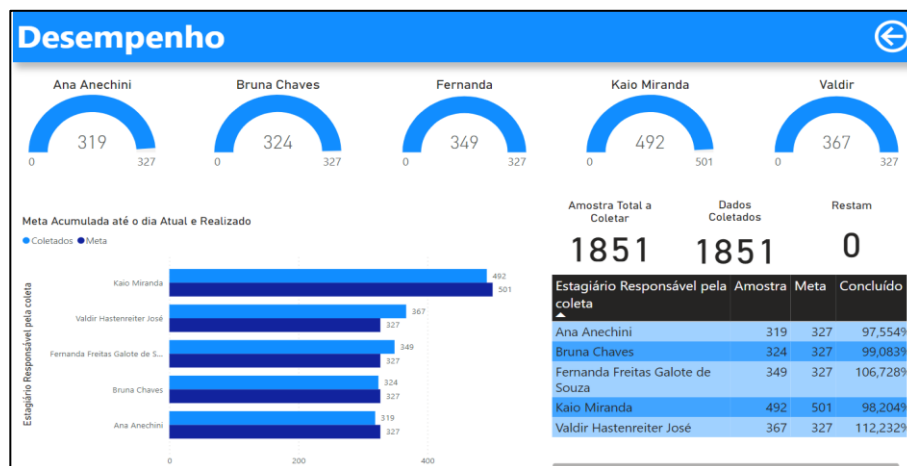 Desempenho
Ana Anechini
319
0
327
Bruna Chaves
324
0
327
Fernanda
349
0
327
Kaio Miranda
492
0
501
Valdir
367
0
327
Meta Acumulada até o dia Atual e Realizado
Coletados Meta
Estagiário Responsável pela coleta
Kaio Miranda
492
501
Valdir Hastenreiter José
367
327
Fernanda Freitas Galote de S...
349
327
Bruna Chaves
324
327
Ana Anechini
319
327
0 200 400
Amostra Total a
Coletar
1851
Dados
Coletados
1851
Restam
0
Estagiário Responsável pela Amostra Meta Concluído
coleta
Ana Anechini 319 327 97,554%
Bruna Chaves 324 327 99,083%
Fernanda Freitas Galote de 349 327 106,728%
Souza
Kaio Miranda 492 501 98,204%
Valdir Hastenreiter José 367 327 112,232%